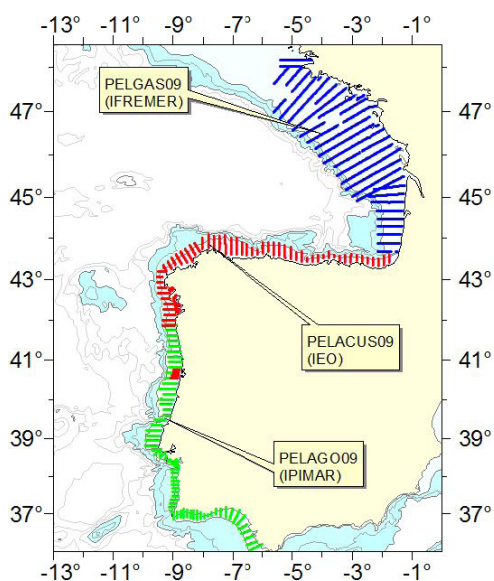 -13° -11° -9° -7° -5° -3° -1°
PELGAS09
(IFREMER)
47° 47°
45° 45°
43° 43°
PELACUS09
(IEO)
41° 41°
39° 39°
PELAGO09
(IPIMAR)
37° 37°
-13° -11° -9° -7° -5° -3° -1°